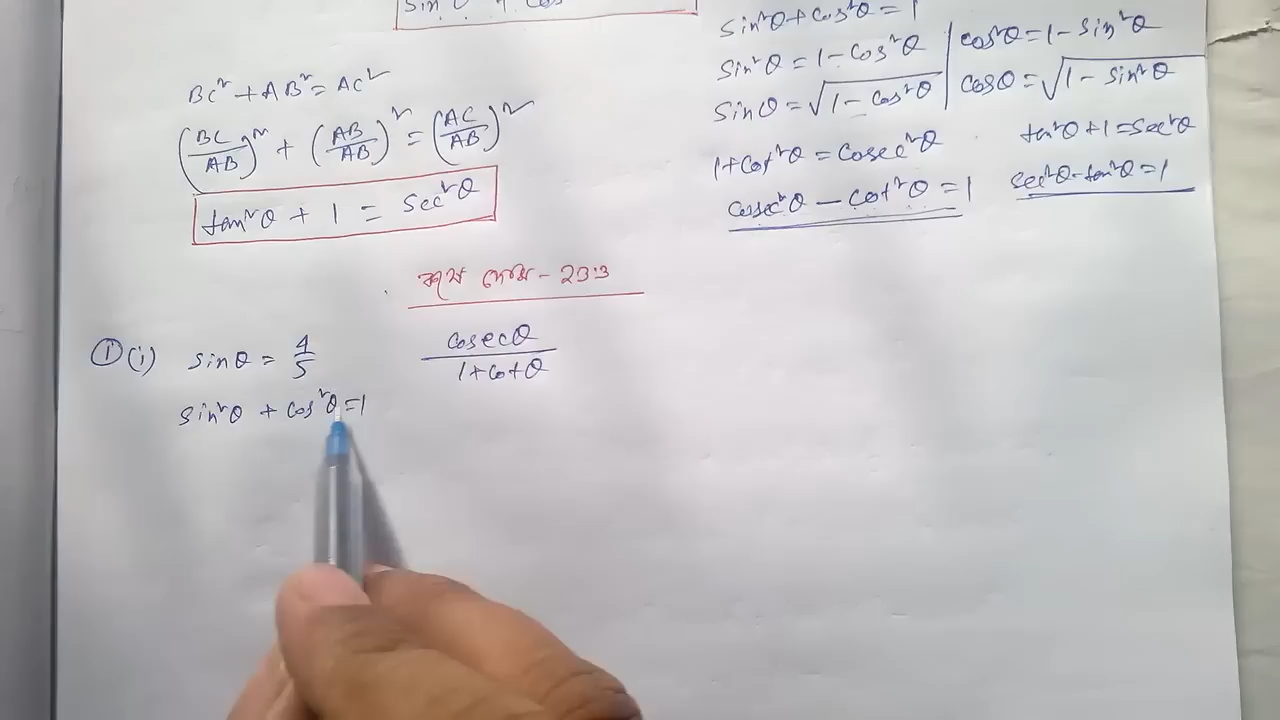 BC² + AB² = AC²
(BC/AB)² + (AB/AB)² = (AC/AB)²
tan²θ + 1 = sec²θ
sin²θ + cos²θ = 1
sin²θ = 1 - cos²θ
sinθ = √(1 - cos²θ)
cos²θ = 1 - sin²θ
cosθ = √(1 - sin²θ)
1 + cot²θ = cosec²θ
cosec²θ - cot²θ = 1
tan²θ + 1 = sec²θ
sec²θ - tan²θ = 1
কষে দেখি - 23.3
① (i) sinθ = 4/5
cosecθ/(1 + cotθ)
sin²θ + cos²θ = 1